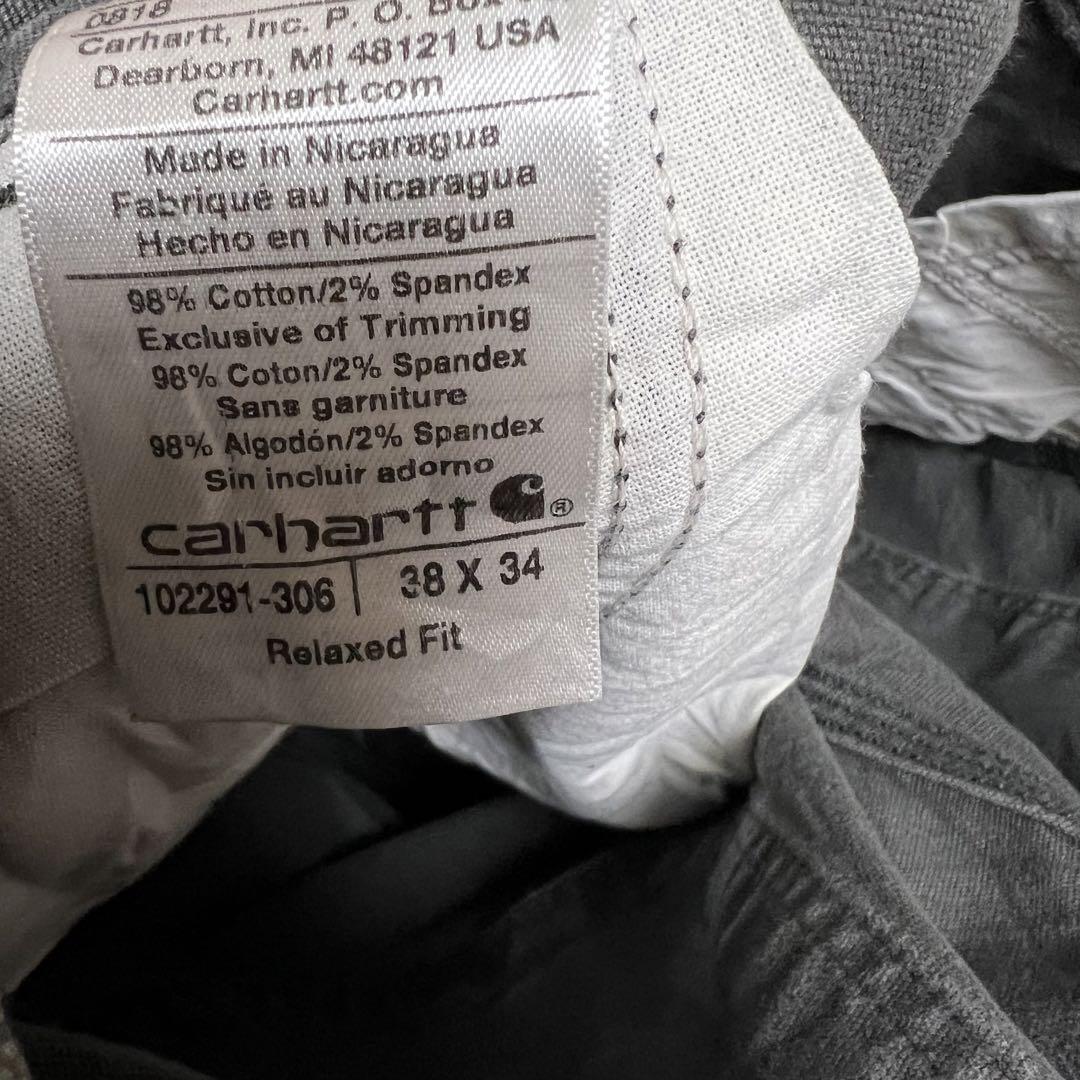 0818
Carhartt, Inc. P. O. Box
Dearborn, MI 48121 USA
Carhartt.com
Made in Nicaragua
Fabriqué au Nicaragua
Hecho en Nicaragua
98% Cotton/2% Spandex
Exclusive of Trimming
98% Coton/2% Spandex
Sans garniture
98% Algodón/2% Spandex
Sin incluir adorno
carhartt ®
102291-306 | 38 X 34
Relaxed Fit